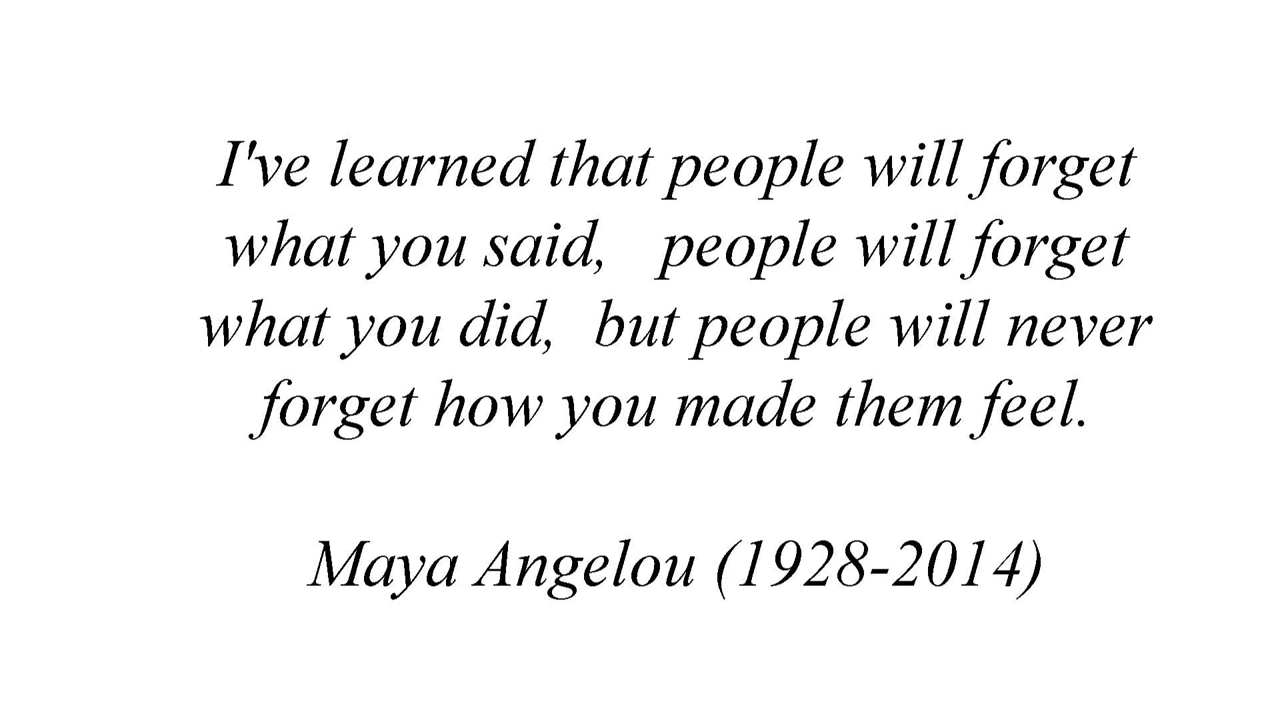 I've learned that people will forget
what you said,   people will forget
what you did,  but people will never
forget how you made them feel.
Maya Angelou (1928-2014)